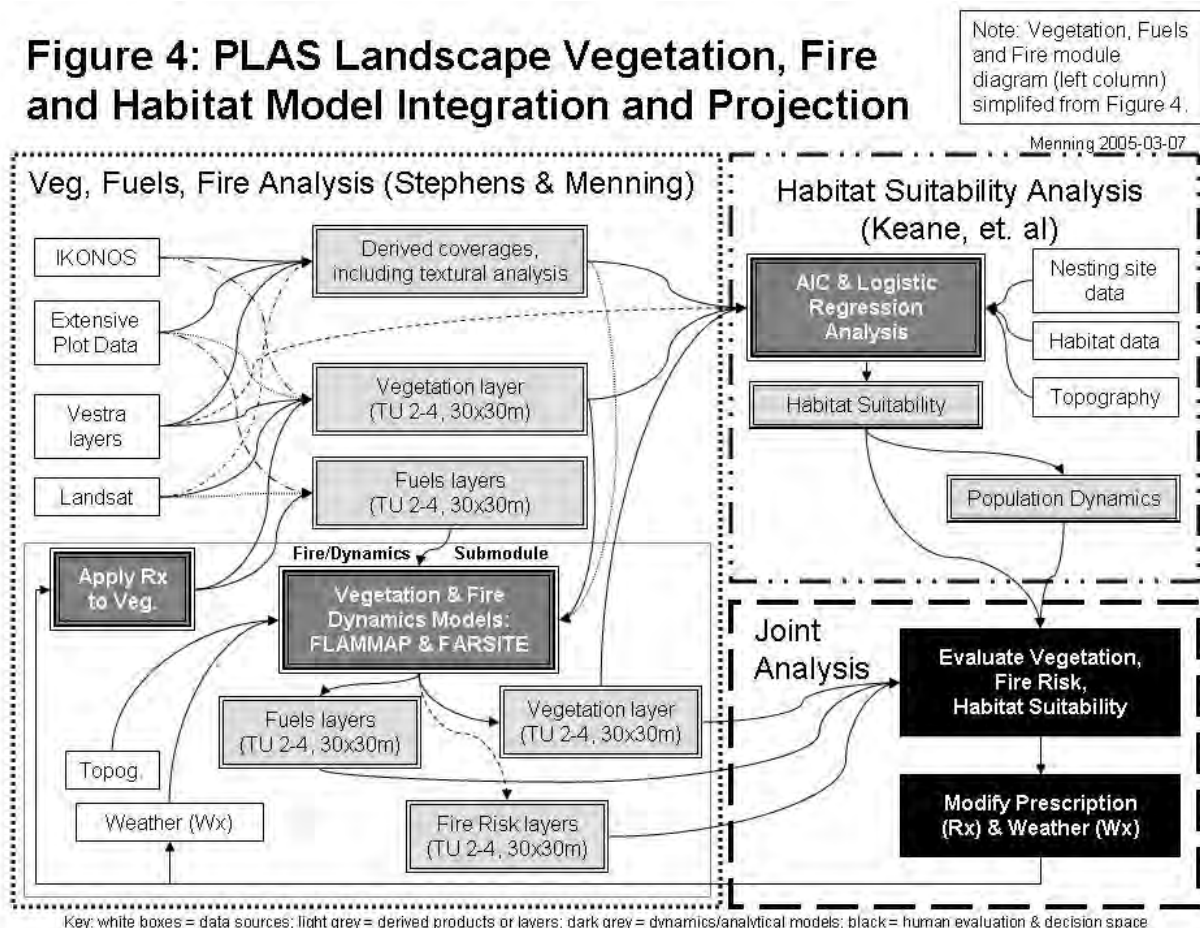 Figure 4: PLAS Landscape Vegetation, Fire
and Habitat Model Integration and Projection
Note: Vegetation, Fuels
and Fire module
diagram (left column)
simplifed from Figure 4.
Menning 2005-03-07
Veg, Fuels, Fire Analysis (Stephens & Menning)
IKONOS
Extensive
Plot Data
Vestra
layers
Landsat
Derived coverages,
including textural analysis
Vegetation layer
(TU 2-4, 30x30m)
Fuels layers
(TU 2-4, 30x30m)
Fire/Dynamics Submodule
Apply Rx
to Veg.
Vegetation & Fire
Dynamics Models:
FLAMMAP & FARSITE
Fuels layers
(TU 2-4, 30x30m)
Vegetation layer
(TU 2-4, 30x30m)
Topog.
Weather (Wx)
Fire Risk layers
(TU 2-4, 30x30m)
Habitat Suitability Analysis
(Keane, et. al)
AIC & Logistic
Regression
Analysis
Nesting site
data
Habitat data
Topography
Habitat Suitability
Population Dynamics
Joint
Analysis
Evaluate Vegetation,
Fire Risk,
Habitat Suitability
Modify Prescription
(Rx) & Weather (Wx)
Key: white boxes = data sources; light grey = derived products or layers; dark grey = dynamics/analytical models; black = human evaluation & decision space